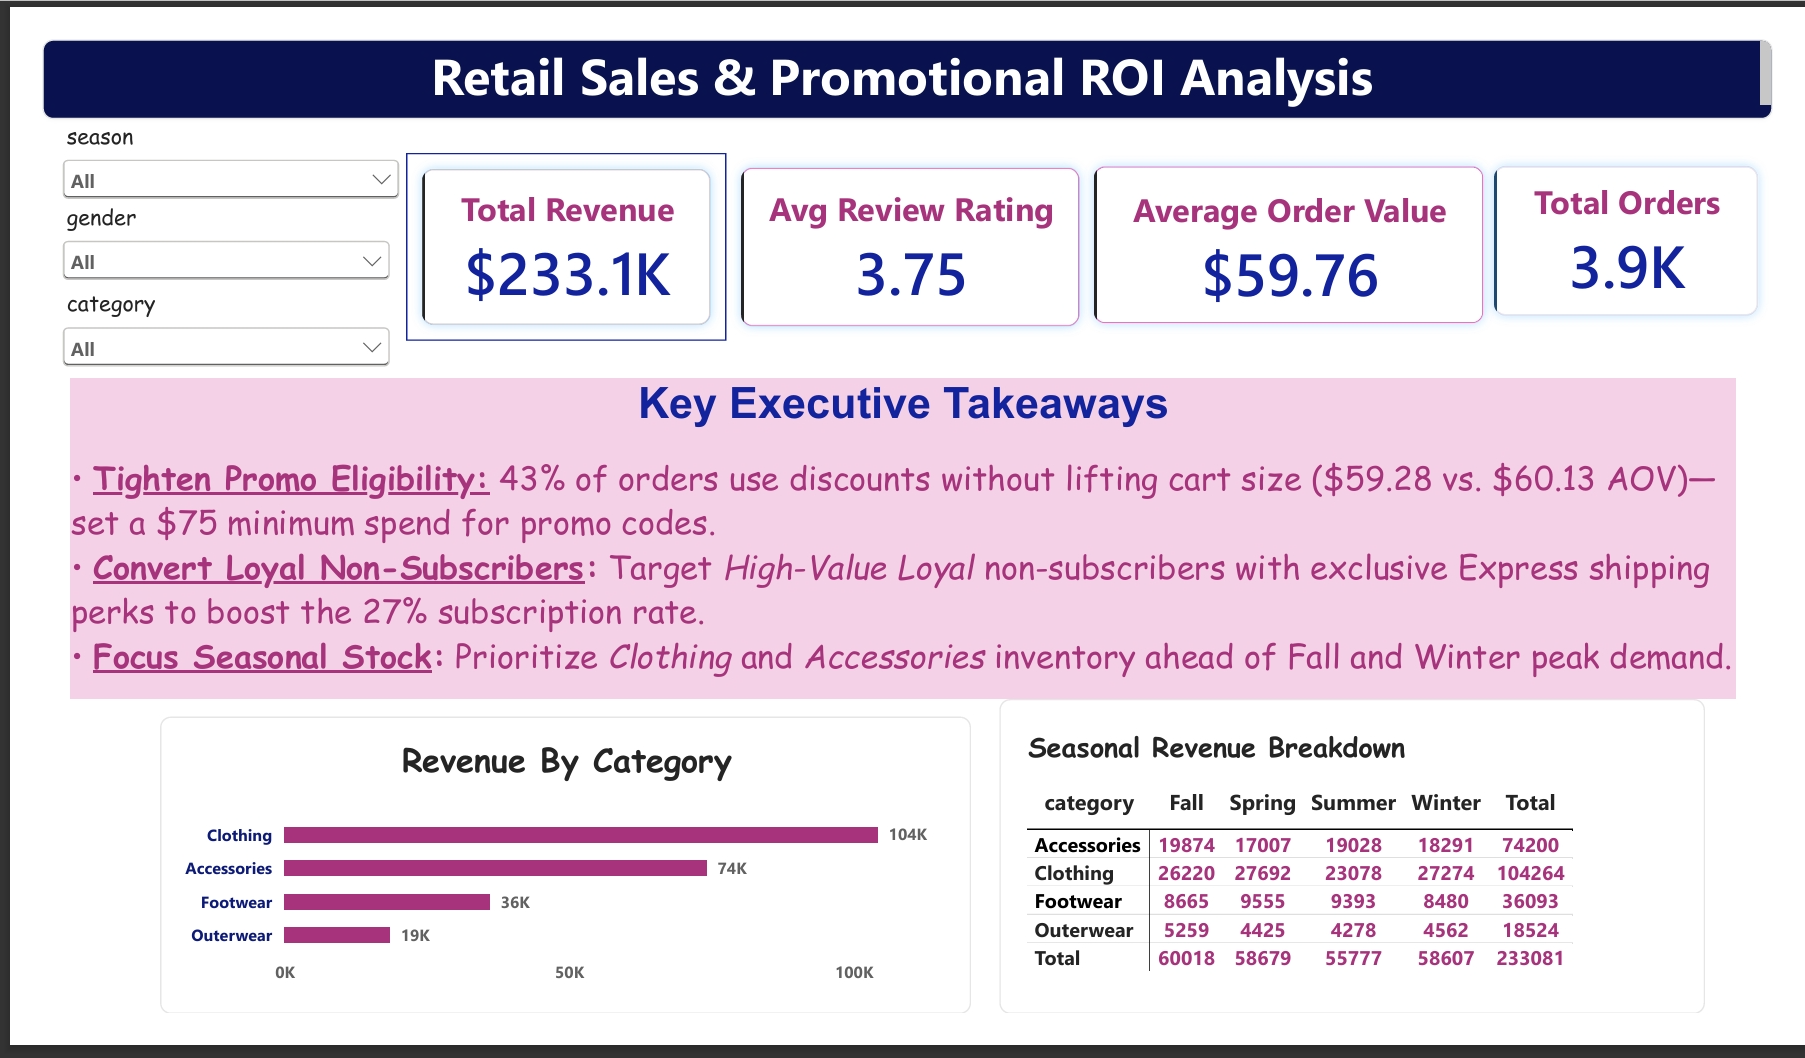 Retail Sales & Promotional ROI Analysis
season
All
gender
All
category
All
Total Revenue
$233.1K
Avg Review Rating
3.75
Average Order Value
$59.76
Total Orders
3.9K
Key Executive Takeaways
• Tighten Promo Eligibility: 43% of orders use discounts without lifting cart size ($59.28 vs. $60.13 AOV)—
set a $75 minimum spend for promo codes.
• Convert Loyal Non-Subscribers: Target High-Value Loyal non-subscribers with exclusive Express shipping
perks to boost the 27% subscription rate.
• Focus Seasonal Stock: Prioritize Clothing and Accessories inventory ahead of Fall and Winter peak demand.
Revenue By Category
Clothing 104K
Accessories 74K
Footwear 36K
Outerwear 19K
0K 50K 100K
Seasonal Revenue Breakdown
category Fall Spring Summer Winter Total
Accessories 19874 17007 19028 18291 74200
Clothing 26220 27692 23078 27274 104264
Footwear 8665 9555 9393 8480 36093
Outerwear 5259 4425 4278 4562 18524
Total 60018 58679 55777 58607 233081